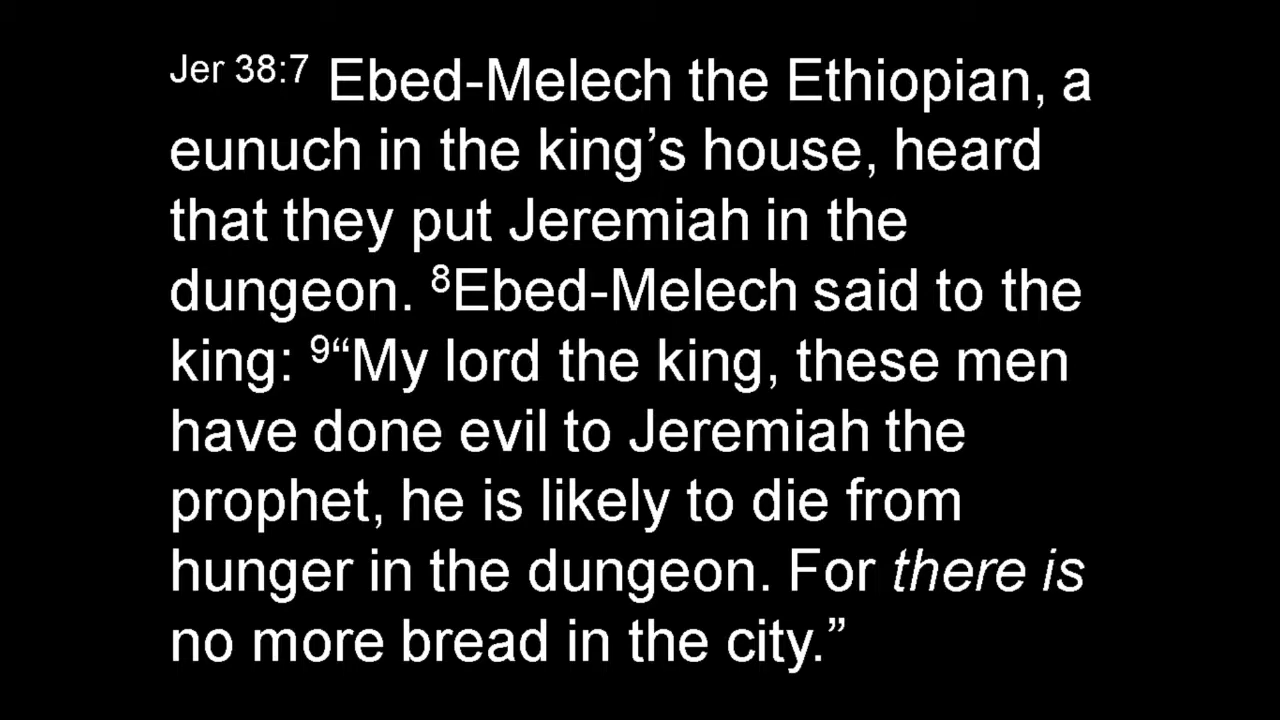 Jer 38:7 Ebed-Melech the Ethiopian, a
eunuch in the king’s house, heard
that they put Jeremiah in the
dungeon. 8Ebed-Melech said to the
king: 9“My lord the king, these men
have done evil to Jeremiah the
prophet, he is likely to die from
hunger in the dungeon. For there is
no more bread in the city.”